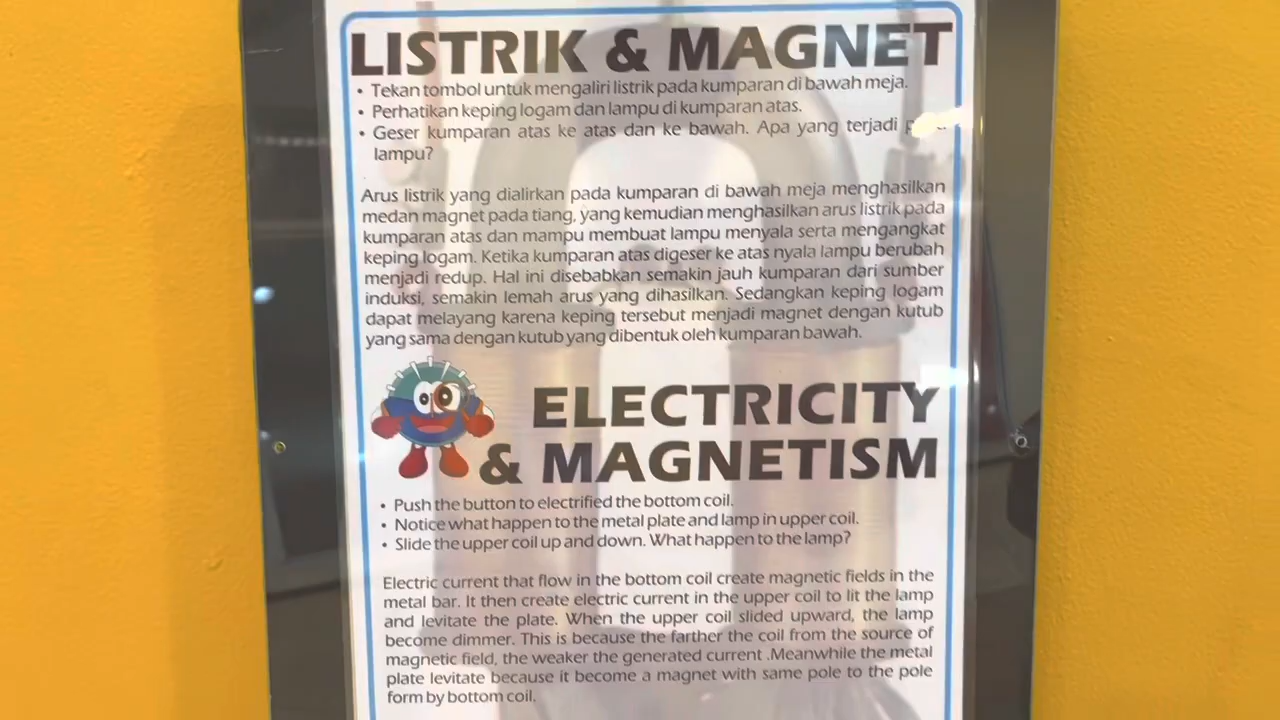 LISTRIK & MAGNET
• Tekan tombol untuk mengaliri listrik pada kumparan di bawah meja.
• Perhatikan keping logam dan lampu di kumparan atas.
• Geser kumparan atas ke atas dan ke bawah. Apa yang terjadi
lampu?
Arus listrik yang dialirkan pada kumparan di bawah meja menghasilkan
medan magnet pada tiang, yang kemudian menghasilkan arus listrik pada
kumparan atas dan mampu membuat lampu menyala serta mengangkat
keping logam. Ketika kumparan atas digeser ke atas nyala lampu berubah
menjadi redup. Hal ini disebabkan semakin jauh kumparan dari sumber
induksi, semakin lemah arus yang dihasilkan. Sedangkan keping logam
dapat melayang karena keping tersebut menjadi magnet dengan kutub
yang sama dengan kutub yang dibentuk oleh kumparan bawah.
ELECTRICITY
& MAGNETISM
• Push the button to electrified the bottom coil.
• Notice what happen to the metal plate and lamp in upper coil.
• Slide the upper coil up and down. What happen to the lamp?
Electric current that flow in the bottom coil create magnetic fields in the
metal bar. It then create electric current in the upper coil to lit the lamp
and levitate the plate. When the upper coil slided upward, the lamp
become dimmer. This is because the farther the coil from the source of
magnetic field, the weaker the generated current .Meanwhile the metal
plate levitate because it become a magnet with same pole to the pole
form by bottom coil.